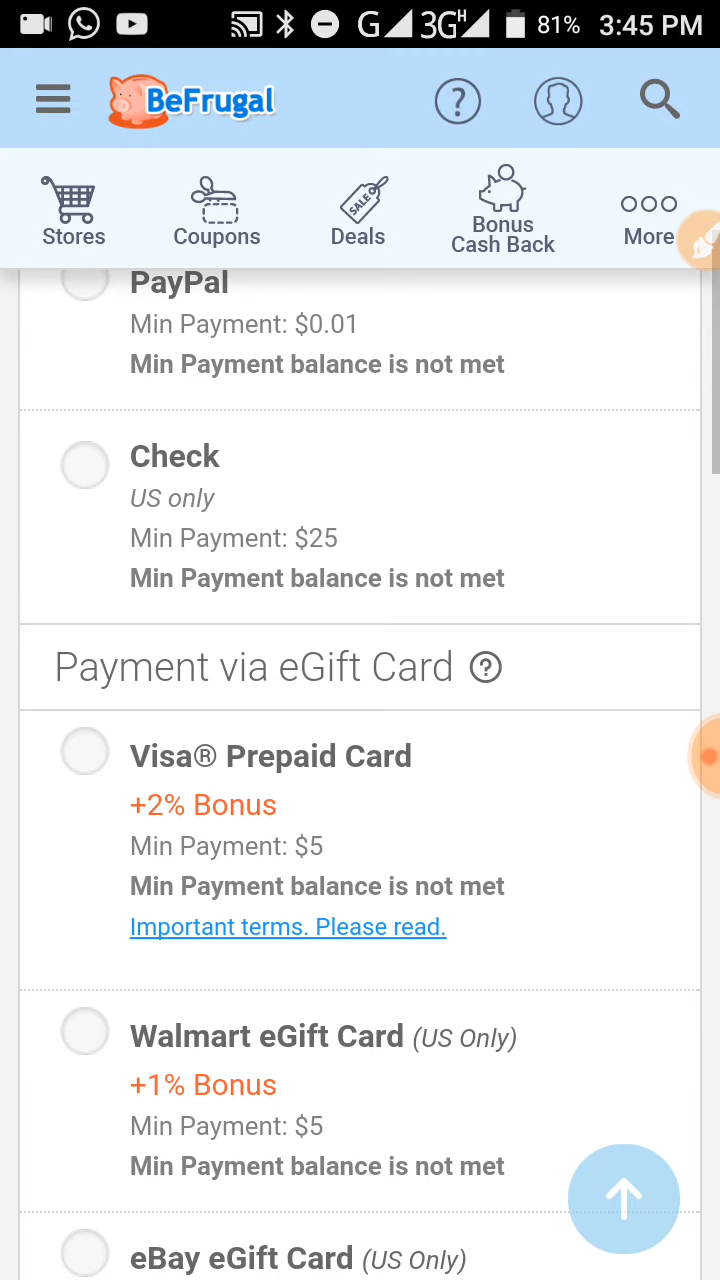 G 3G H 81% 3:45 PM
BeFrugal
?
Stores
Coupons
SALE
Deals
Bonus
Cash Back
More
PayPal
Min Payment: $0.01
Min Payment balance is not met
Check
US only
Min Payment: $25
Min Payment balance is not met
Payment via eGift Card ?
Visa® Prepaid Card
+2% Bonus
Min Payment: $5
Min Payment balance is not met
Important terms. Please read.
Walmart eGift Card (US Only)
+1% Bonus
Min Payment: $5
Min Payment balance is not met
eBay eGift Card (US Only)